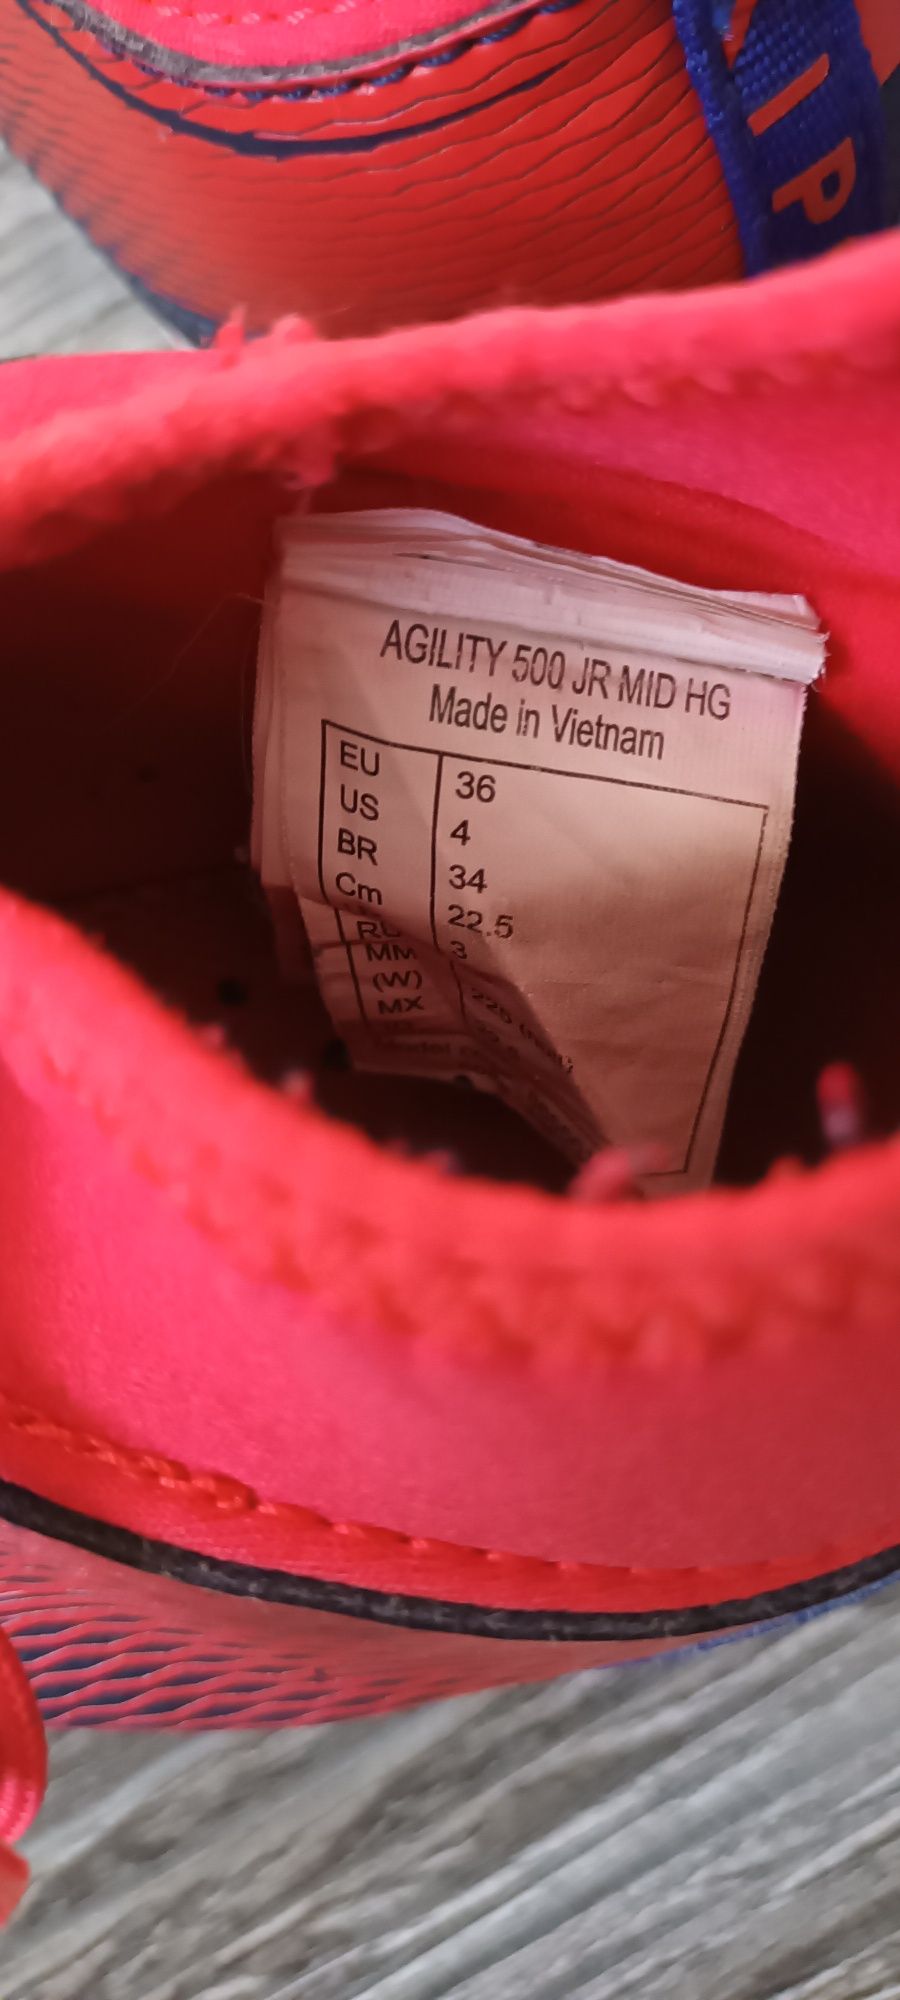 IP
AGILITY 500 JR MID HG
Made in Vietnam
EU 36
US 4
BR 34
Cm 22.5
3
MM
(W)
MX